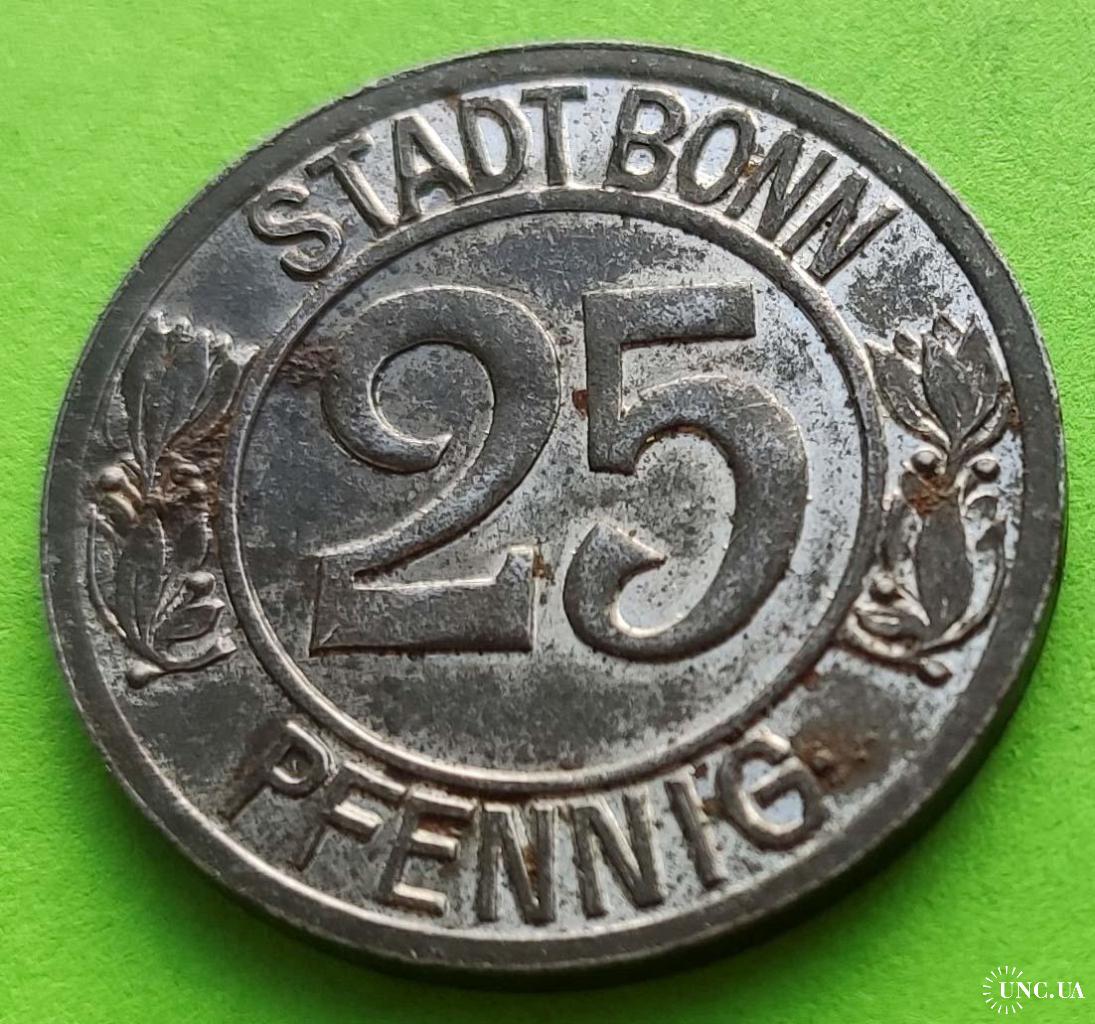 STADT BONN
25
PFENNIG
UNC.UA